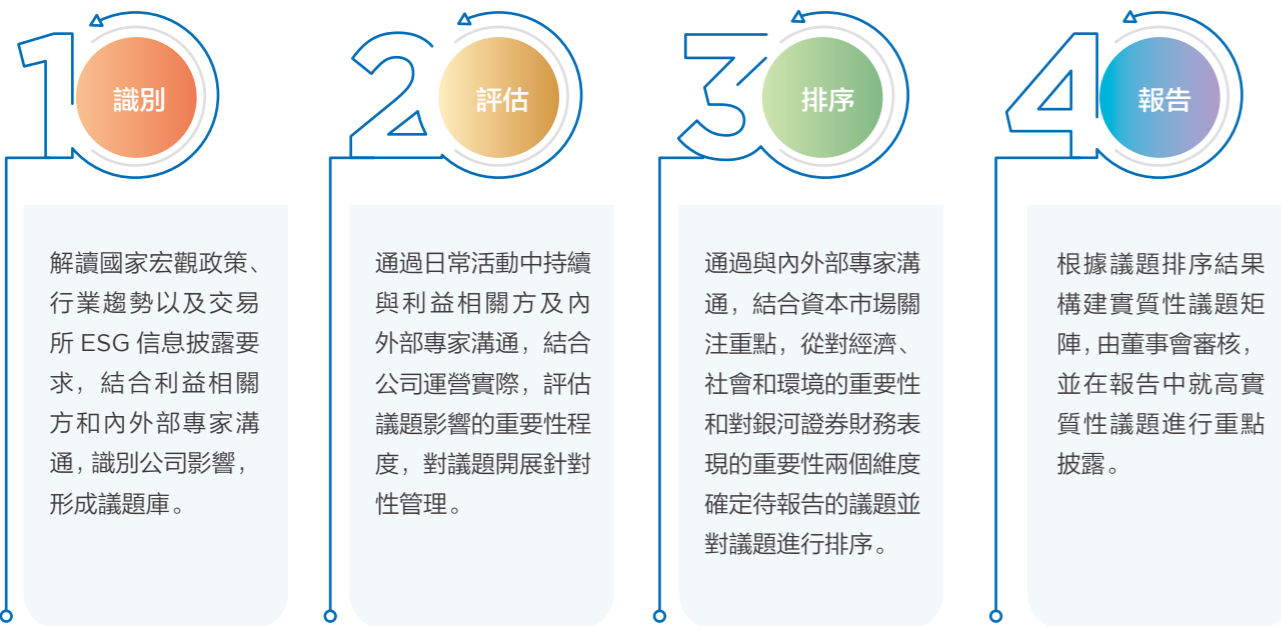 1
識別
解讀國家宏觀政策、
行業趨勢以及交易
所 ESG 信息披露要
求，結合利益相關
方和內外部專家溝
通，識別公司影響，
形成議題庫。
2
評估
通過日常活動中持續
與利益相關方及內
外部專家溝通，結合
公司運營實際，評估
議題影響的重要性程
度，對議題開展針對
性管理。
3
排序
通過與內外部專家溝
通，結合資本市場關
注重點，從對經濟、
社會和環境的重要性
和對銀河證券財務表
現的重要性兩個維度
確定待報告的議題並
對議題進行排序。
4
報告
根據議題排序結果
構建實質性議題矩
陣，由董事會審核，
並在報告中就高實
質性議題進行重點
披露。